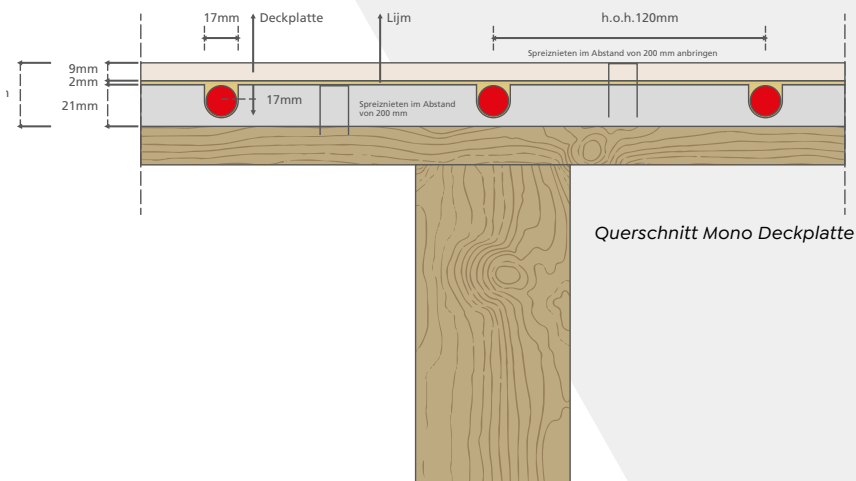 17mm
Deckplatte
Lijm
h.o.h.120mm
Spreiznieten im Abstand von 200 mm anbringen
9mm
2mm
21mm
17mm
Spreiznieten im Abstand
von 200 mm
Querschnitt Mono Deckplatte